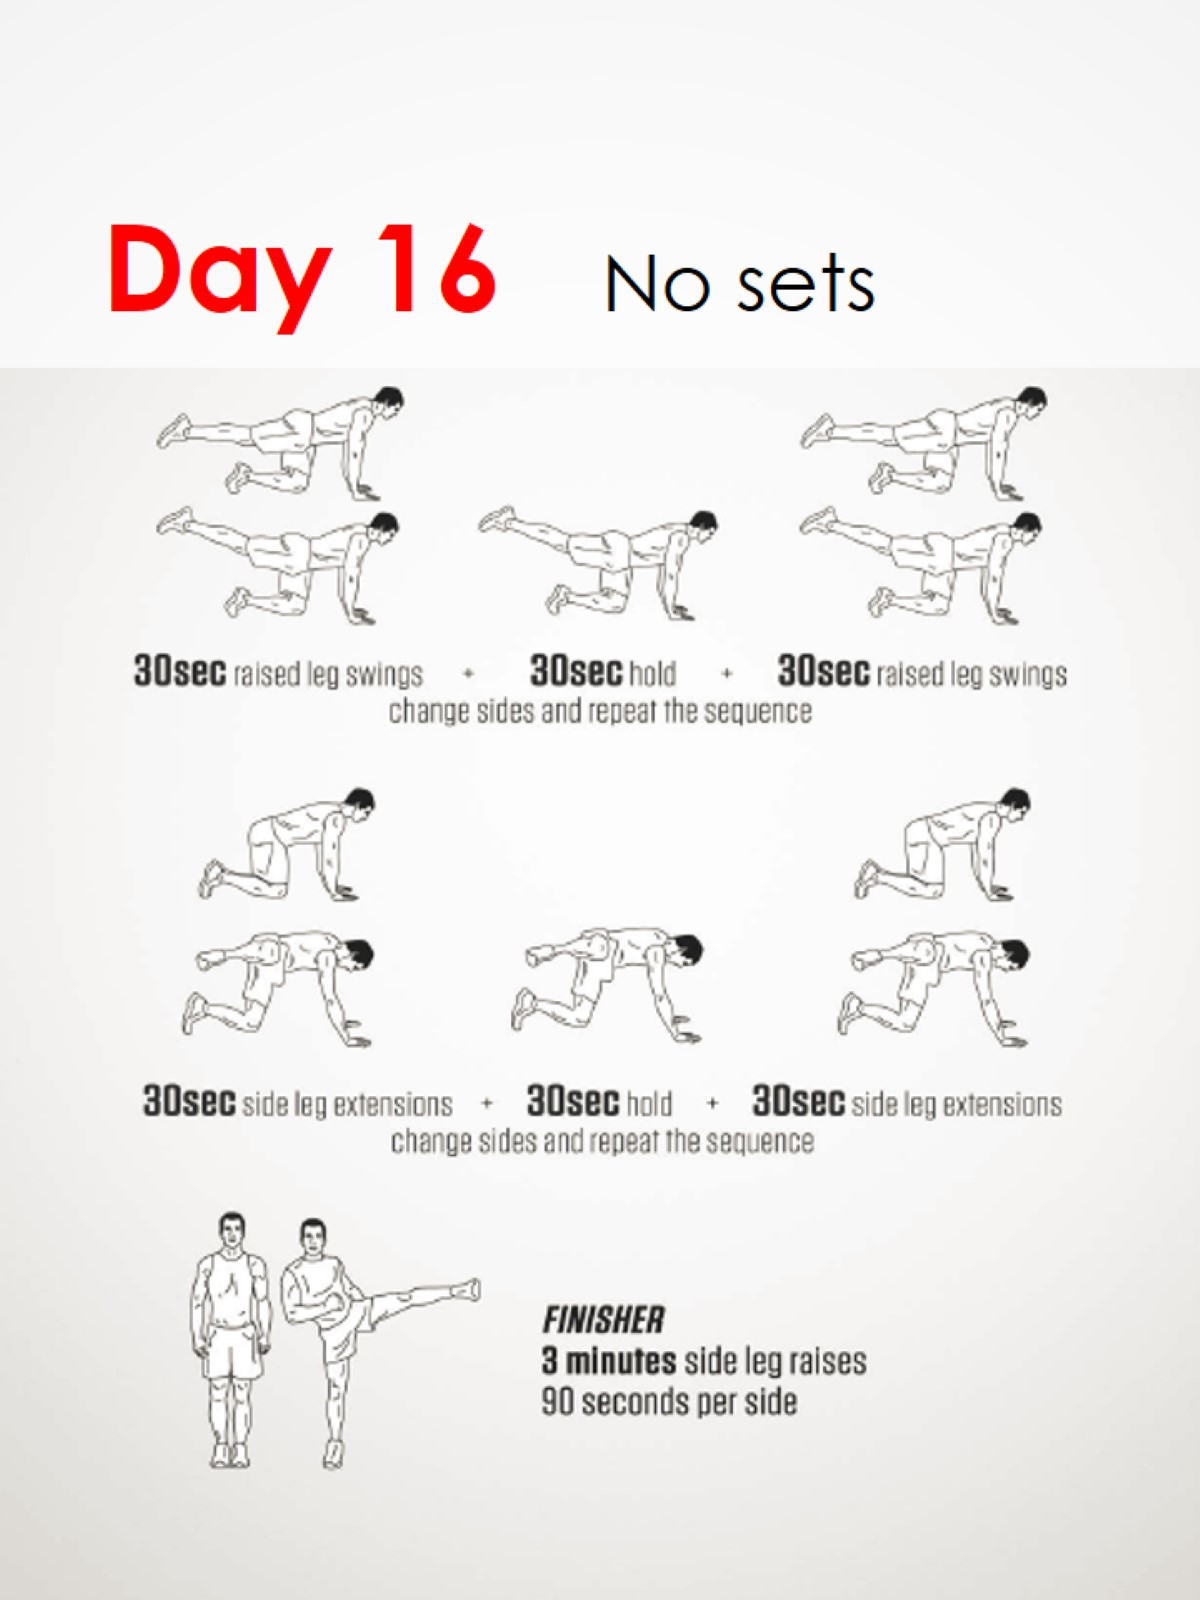 Day 16 No sets
30sec raised leg swings + 30sec hold + 30sec raised leg swings
change sides and repeat the sequence
30sec side leg extensions + 30sec hold + 30sec side leg extensions
change sides and repeat the sequence
FINISHER
3 minutes side leg raises
90 seconds per side